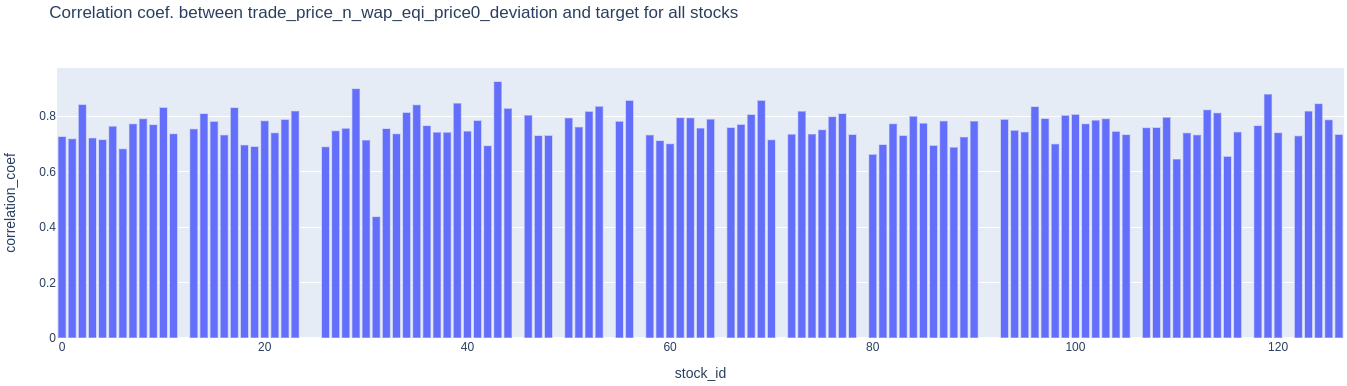 Correlation coef. between trade_price_n_wap_eqi_price0_deviation and target for all stocks
0.8
0.6
0.4
0.2
0
correlation_coef
0 20 40 60 80 100 120
stock_id